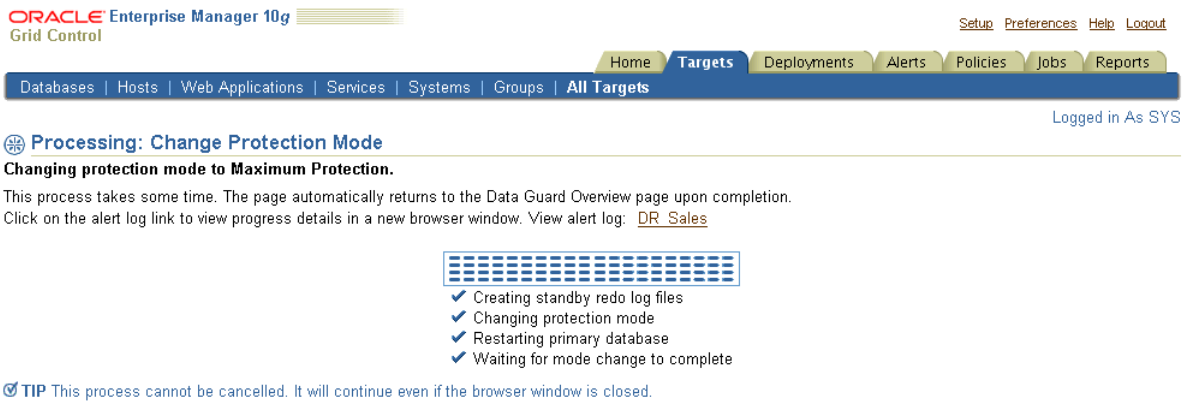 ORACLE Enterprise Manager 10g
Grid Control
Setup Preferences Help Logout
Home Targets Deployments Alerts Policies Jobs Reports
Databases | Hosts | Web Applications | Services | Systems | Groups | All Targets
Logged in As SYS
Processing: Change Protection Mode
Changing protection mode to Maximum Protection.
This process takes some time. The page automatically returns to the Data Guard Overview page upon completion.
Click on the alert log link to view progress details in a new browser window. View alert log: DR_Sales
Creating standby redo log files
Changing protection mode
Restarting primary database
Waiting for mode change to complete
TIP This process cannot be cancelled. It will continue even if the browser window is closed.